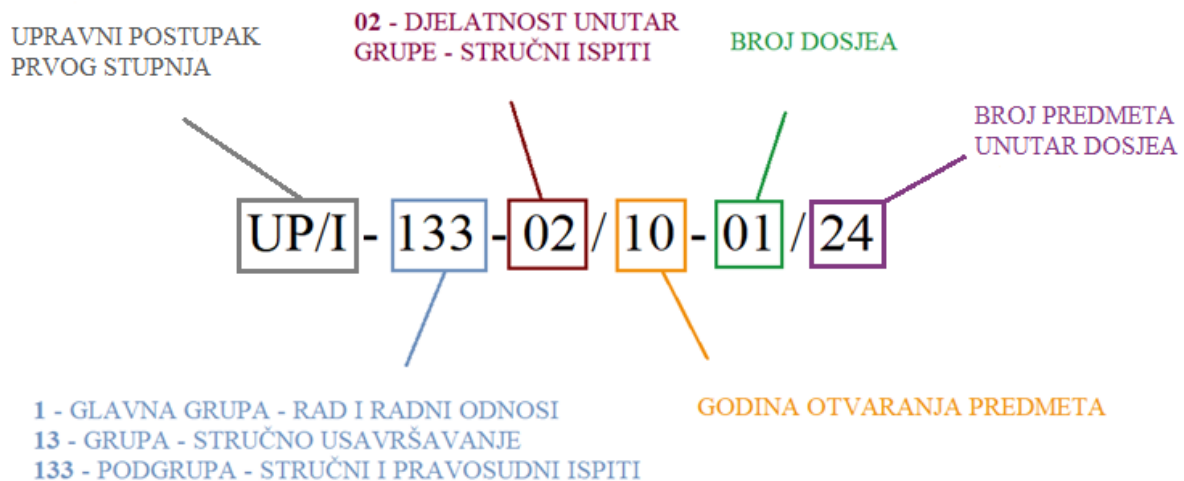 UPRAVNI POSTUPAK
PRVOG STUPNJA
02 - DJELATNOST UNUTAR
GRUPE - STRUČNI ISPITI
BROJ DOSJEA
BROJ PREDMETA
UNUTAR DOSJEA
UP/I - 133 - 02 / 10 - 01 / 24
1 - GLAVNA GRUPA - RAD I RADNI ODNOSI
13 - GRUPA - STRUČNO USAVRŠAVANJE
133 - PODGRUPA - STRUČNI I PRAVOSUDNI ISPITI
GODINA OTVARANJA PREDMETA